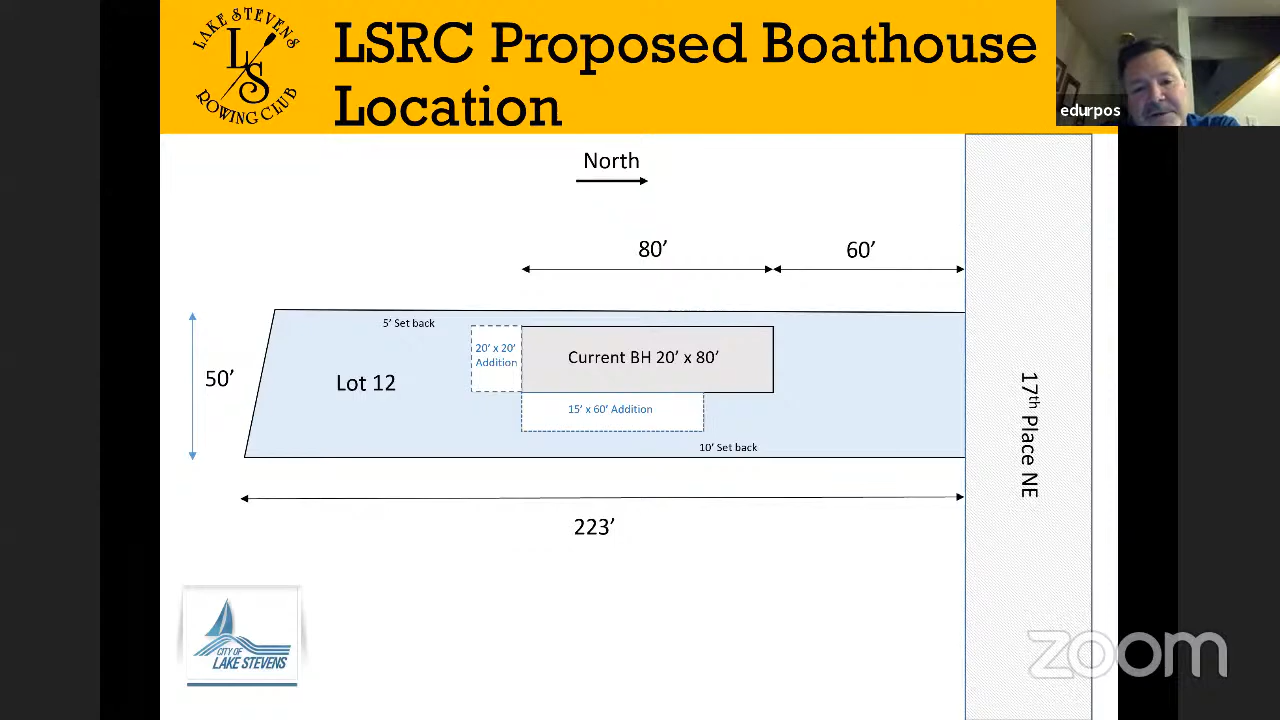 LAKE STEVENS
LS
ROWING CLUB
LSRC Proposed Boathouse
Location
edurpos
North
80’
60’
5’ Set back
20’ x 20’
Addition
Current BH 20’ x 80’
50’
Lot 12
15’ x 60’ Addition
10’ Set back
17th Place NE
223’
CITY OF
LAKE STEVENS
zoom